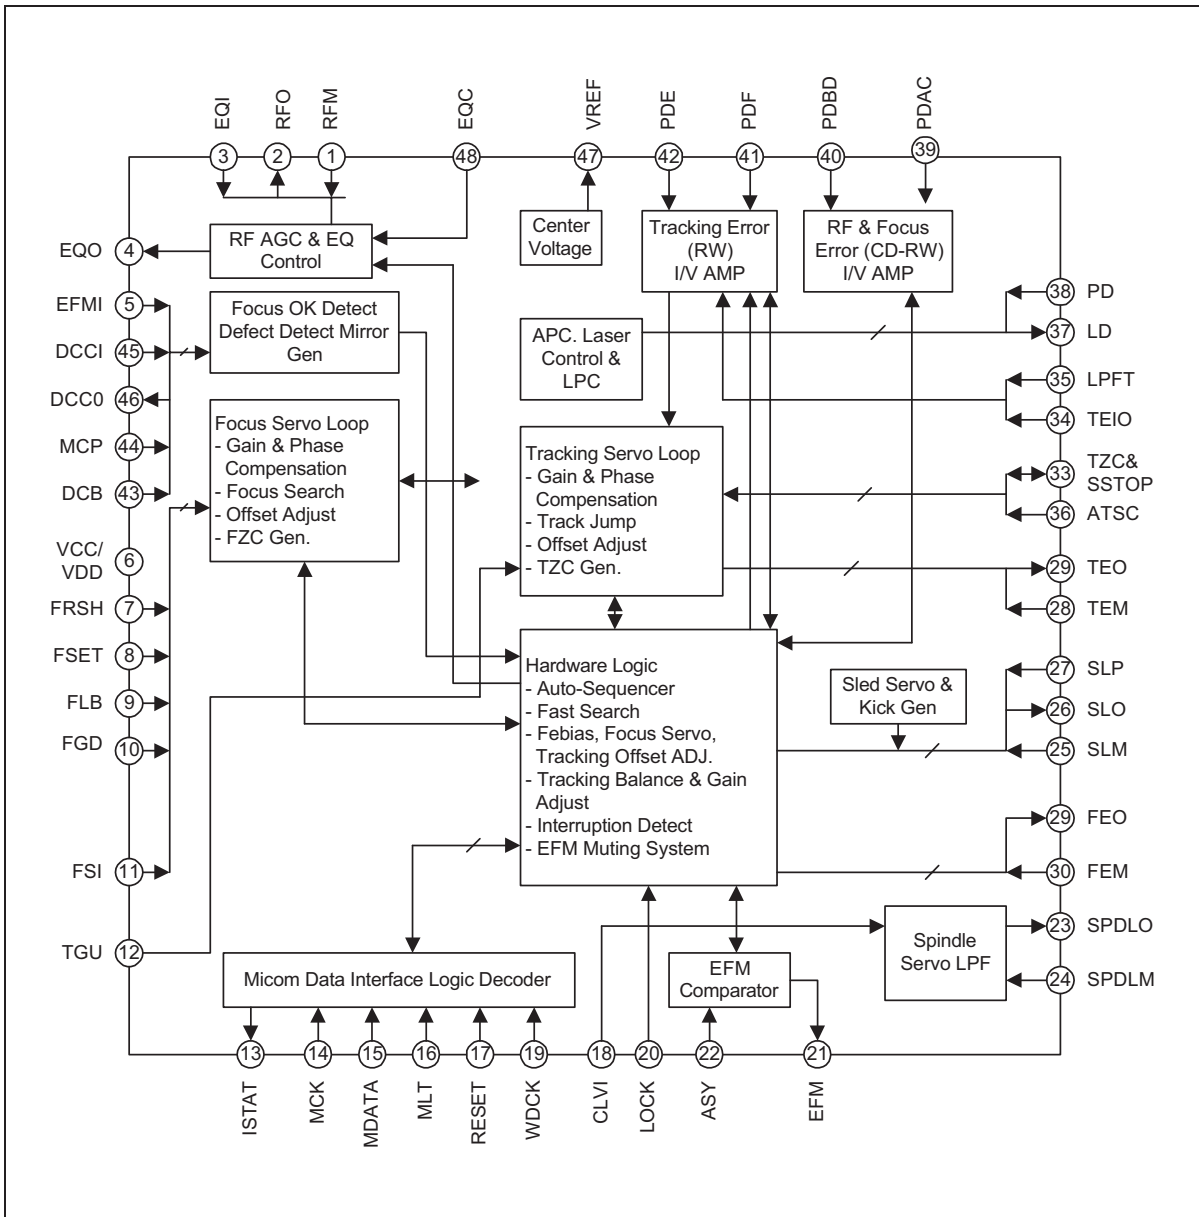 EQI
RFO
RFM
EQC
VREF
PDE
PDF
PDBD
PDAC
3
2
1
48
47
42
41
40
39
RF AGC & EQ
Control
Center
Voltage
Tracking Error
(RW)
I/V AMP
RF & Focus
Error (CD-RW)
I/V AMP
EQO
4
EFMI
5
DCCI
45
DCC0
46
MCP
44
DCB
43
VCC/
VDD
6
FRSH
7
FSET
8
FLB
9
FGD
10
FSI
11
TGU
12
Focus OK Detect
Defect Detect Mirror
Gen
APC. Laser
Control &
LPC
Focus Servo Loop
- Gain & Phase
Compensation
- Focus Search
- Offset Adjust
- FZC Gen.
Tracking Servo Loop
- Gain & Phase
Compensation
- Track Jump
- Offset Adjust
- TZC Gen.
Hardware Logic
- Auto-Sequencer
- Fast Search
- Febias, Focus Servo,
Tracking Offset ADJ.
- Tracking Balance & Gain
Adjust
- Interruption Detect
- EFM Muting System
Sled Servo &
Kick Gen
38
PD
37
LD
35
LPFT
34
TEIO
33
TZC&
SSTOP
36
ATSC
29
TEO
28
TEM
27
SLP
26
SLO
25
SLM
29
FEO
30
FEM
23
SPDLO
24
SPDLM
Micom Data Interface Logic Decoder
EFM
Comparator
Spindle
Servo LPF
13
14
15
16
17
19
18
20
22
21
ISTAT
MCK
MDATA
MLT
RESET
WDCK
CLVI
LOCK
ASY
EFM